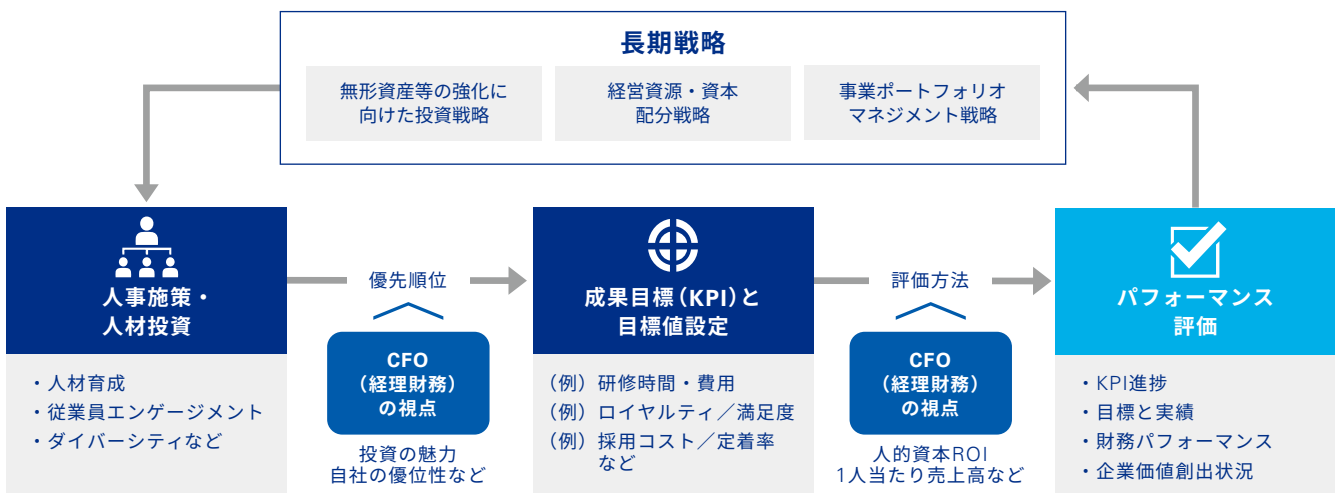 長期戦略
無形資産等の強化に
向けた投資戦略
経営資源・資本
配分戦略
事業ポートフォリオ
マネジメント戦略
人事施策・
人材投資
・人材育成
・従業員エンゲージメント
・ダイバーシティなど
優先順位
CFO
（経理財務）
の視点
投資の魅力
自社の優位性など
成果目標（KPI）と
目標値設定
（例）研修時間・費用
（例）ロイヤルティ／満足度
（例）採用コスト／定着率
など
評価方法
CFO
（経理財務）
の視点
人的資本ROI
1人当たり売上高など
パフォーマンス
評価
・KPI進捗
・目標と実績
・財務パフォーマンス
・企業価値創出状況